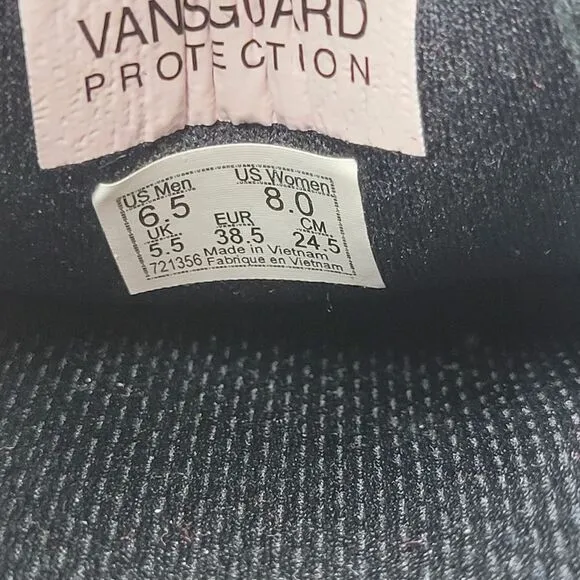 VANSGUARD
PROTECTION
US Men US Women
6.5 8.0
UK EUR CM
5.5 38.5 24.5
Made in Vietnam
721356 Fabrique en Vietnam